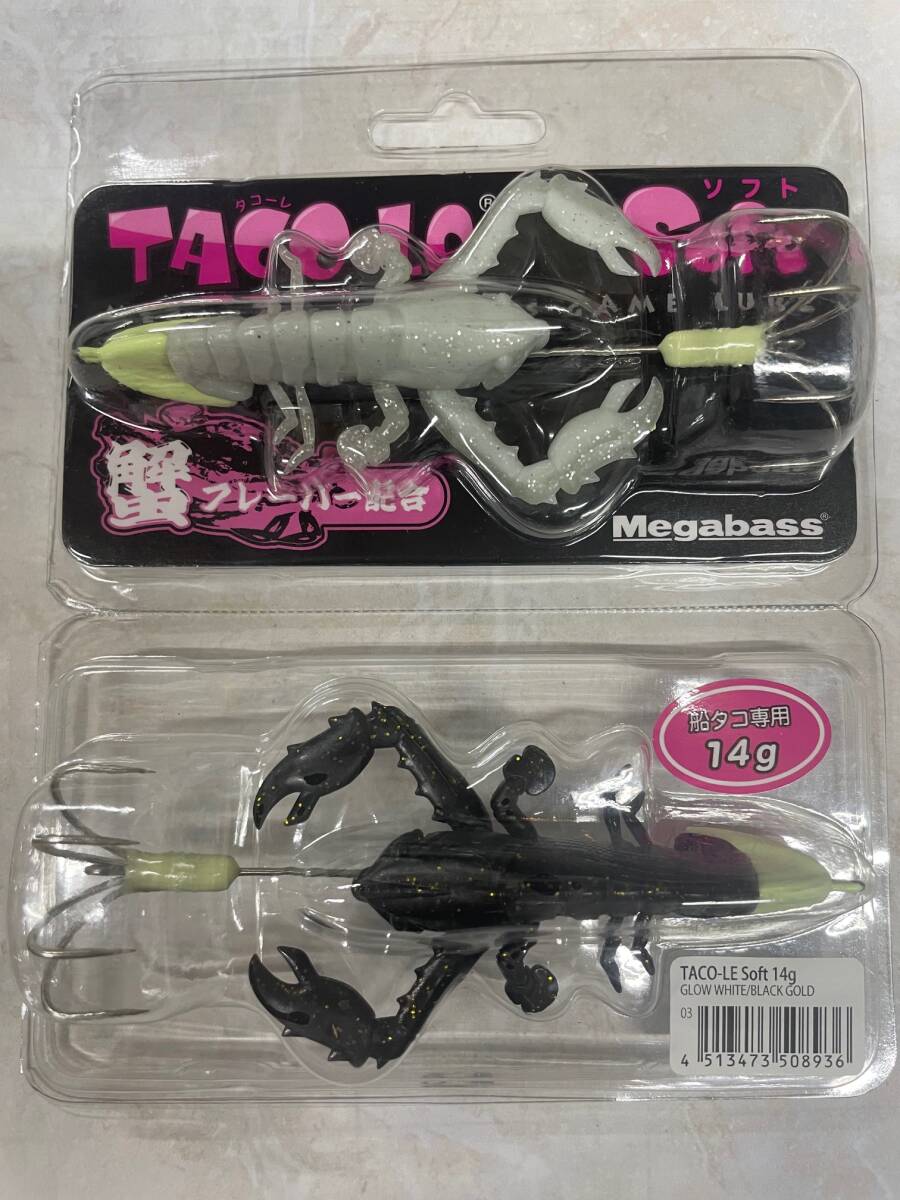 タコーレ
ソフト
TACO-LE®
GAME LURE
蟹フレーバー配合
Megabass®
船タコ専用
14g
TACO-LE Soft 14g
GLOW WHITE/BLACK GOLD
03
4 513473 508936